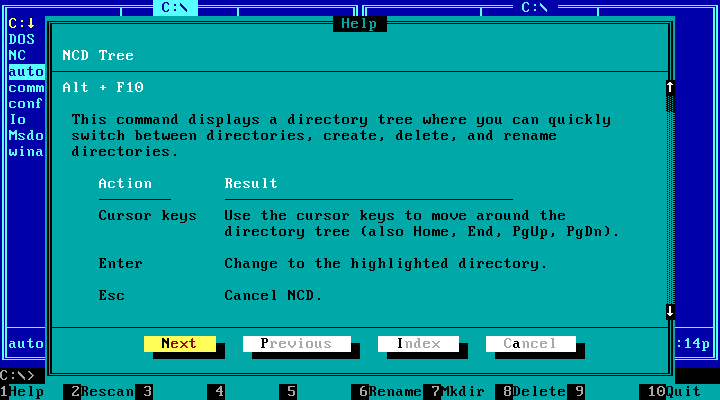 C:\ C:\
Help
C:↓
DOS
NC
auto
comm
conf
Io
Msdo
wina
NCD Tree
Alt + F10
This command displays a directory tree where you can quickly
switch between directories, create, delete, and rename
directories.
Action Result
Cursor keys Use the cursor keys to move around the
directory tree (also Home, End, PgUp, PgDn).
Enter Change to the highlighted directory.
Esc Cancel NCD.
Next Previous Index Cancel
auto :14p
C:\>
1Help 2Rescan 3 4 5 6Rename 7Mkdir 8Delete 9 10Quit